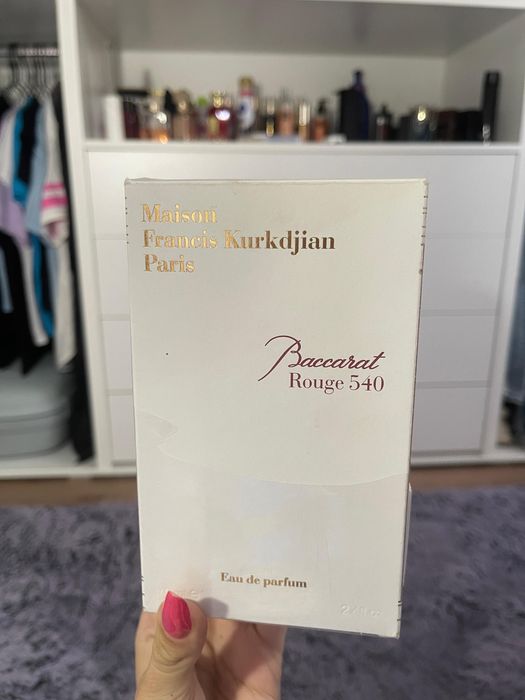 Maison
Francis Kurkdjian
Paris
Baccarat
Rouge 540
Eau de parfum